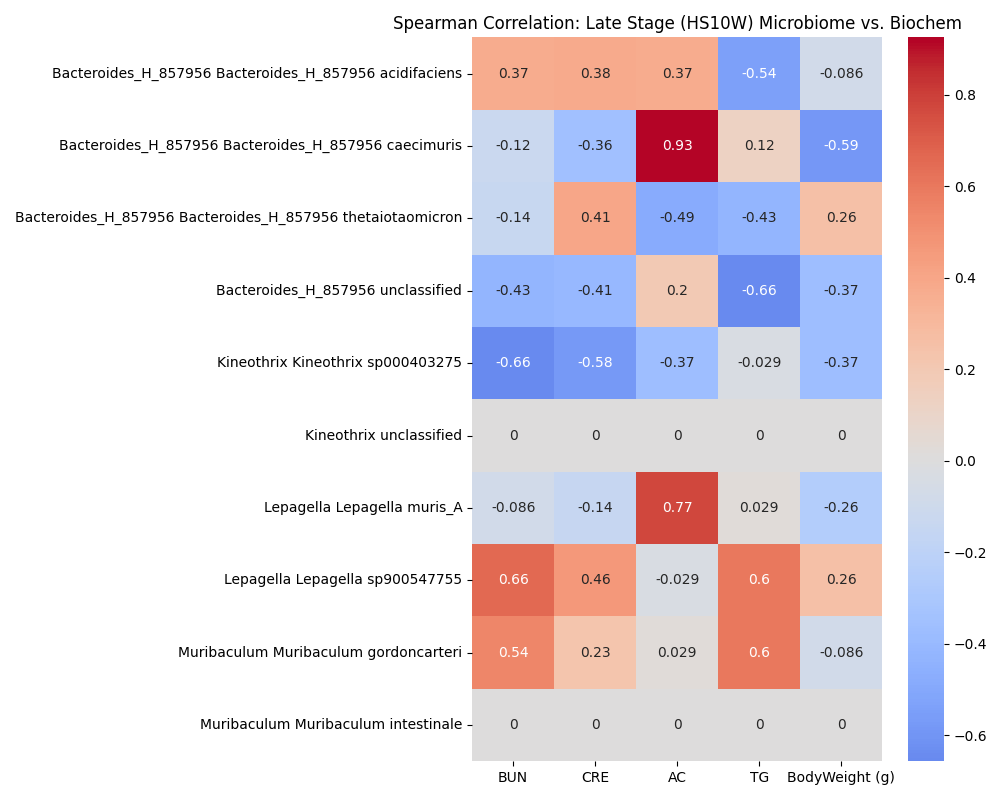 Spearman Correlation: Late Stage (HS10W) Microbiome vs. Biochem
Bacteroides_H_857956 Bacteroides_H_857956 acidifaciens 0.37 0.38 0.37 -0.54 -0.086
Bacteroides_H_857956 Bacteroides_H_857956 caecimuris -0.12 -0.36 0.93 0.12 -0.59
Bacteroides_H_857956 Bacteroides_H_857956 thetaiotaomicron -0.14 0.41 -0.49 -0.43 0.26
Bacteroides_H_857956 unclassified -0.43 -0.41 0.2 -0.66 -0.37
Kineothrix Kineothrix sp000403275 -0.66 -0.58 -0.37 -0.029 -0.37
Kineothrix unclassified 0 0 0 0 0
Lepagella Lepagella muris_A -0.086 -0.14 0.77 0.029 -0.26
Lepagella Lepagella sp900547755 0.66 0.46 -0.029 0.6 0.26
Muribaculum Muribaculum gordoncarteri 0.54 0.23 0.029 0.6 -0.086
Muribaculum Muribaculum intestinale 0 0 0 0 0
BUN CRE AC TG BodyWeight (g)
0.8
0.6
0.4
0.2
0.0
−0.2
−0.4
−0.6